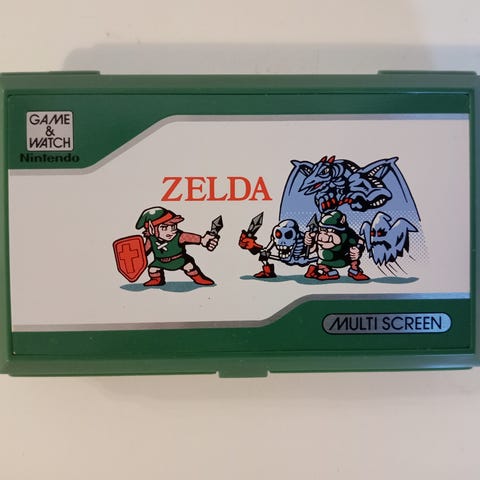 GAME
&
WATCH
Nintendo
ZELDA
MULTI SCREEN